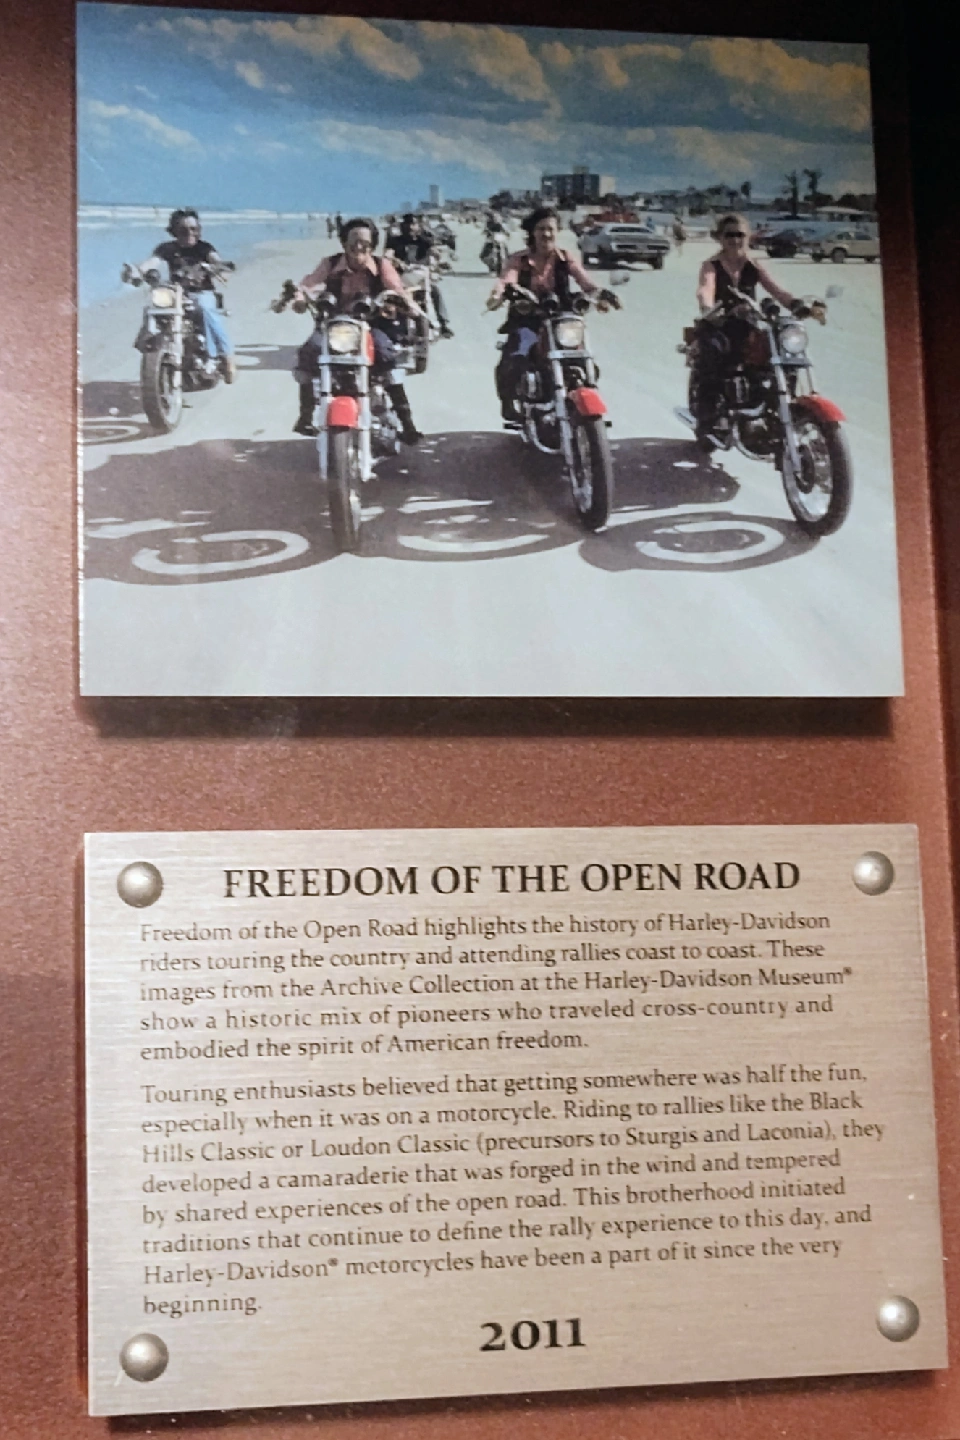 FREEDOM OF THE OPEN ROAD
Freedom of the Open Road highlights the history of Harley-Davidson
riders touring the country and attending rallies coast to coast. These
images from the Archive Collection at the Harley-Davidson Museum®
show a historic mix of pioneers who traveled cross-country and
embodied the spirit of American freedom.
Touring enthusiasts believed that getting somewhere was half the fun,
especially when it was on a motorcycle. Riding to rallies like the Black
Hills Classic or Loudon Classic (precursors to Sturgis and Laconia), they
developed a camaraderie that was forged in the wind and tempered
by shared experiences of the open road. This brotherhood initiated
traditions that continue to define the rally experience to this day, and
Harley-Davidson® motorcycles have been a part of it since the very
beginning.
2011